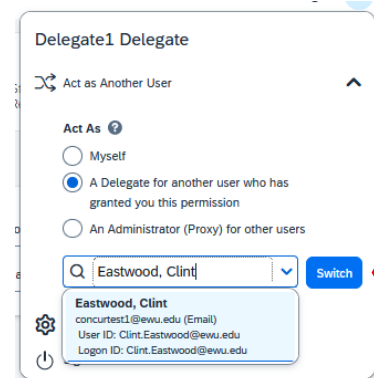 Delegate1 Delegate
Act as Another User
Act As
Myself
A Delegate for another user who has
granted you this permission
An Administrator (Proxy) for other users
Eastwood, Clint
Switch
Eastwood, Clint
concurtest1@ewu.edu (Email)
User ID: Clint.Eastwood@ewu.edu
Logon ID: Clint.Eastwood@ewu.edu